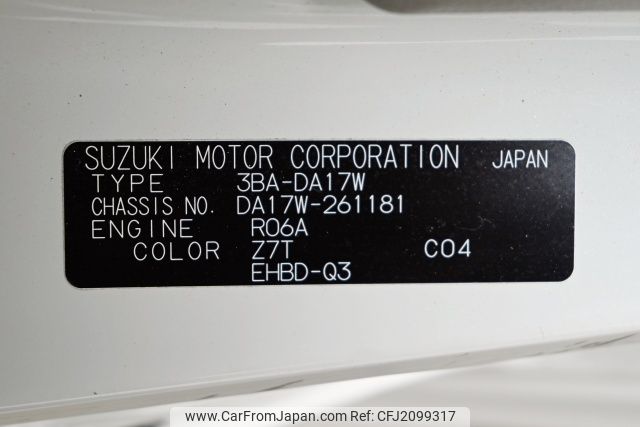 SUZUKI MOTOR CORPORATION JAPAN
TYPE 3BA-DA17W
CHASSIS NO. DA17W-261181
ENGINE R06A
COLOR Z7T C04
EHBD-Q3
© CarFromJapan.com Ref: CFJ2099317